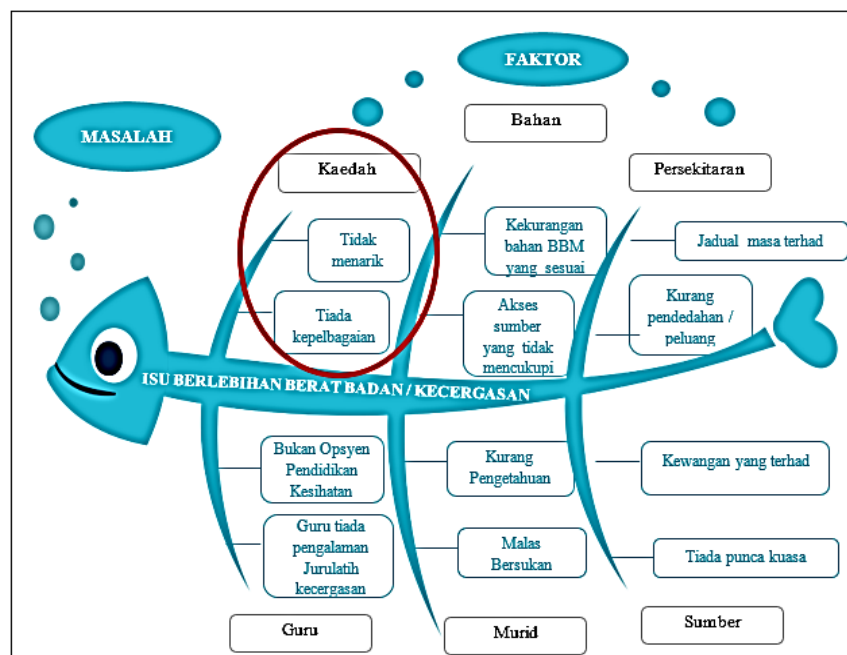 FAKTOR
MASALAH
Bahan
Kaedah
Persekitaran
Tidak
menarik
Kekurangan
bahan BBM
yang sesuai
Jadual masa terhad
Tiada
kepelbagaian
Akses
sumber
yang tidak
mencukupi
Kurang
pendedahan /
peluang
ISU BERLEBIHAN BERAT BADAN / KECERGASAN
Bukan Opsyen
Pendidikan
Kesihatan
Kurang
Pengetahuan
Kewangan yang terhad
Guru tiada
pengalaman
Jurulatih
kecergasan
Malas
Bersukan
Tiada punca kuasa
Guru
Murid
Sumber